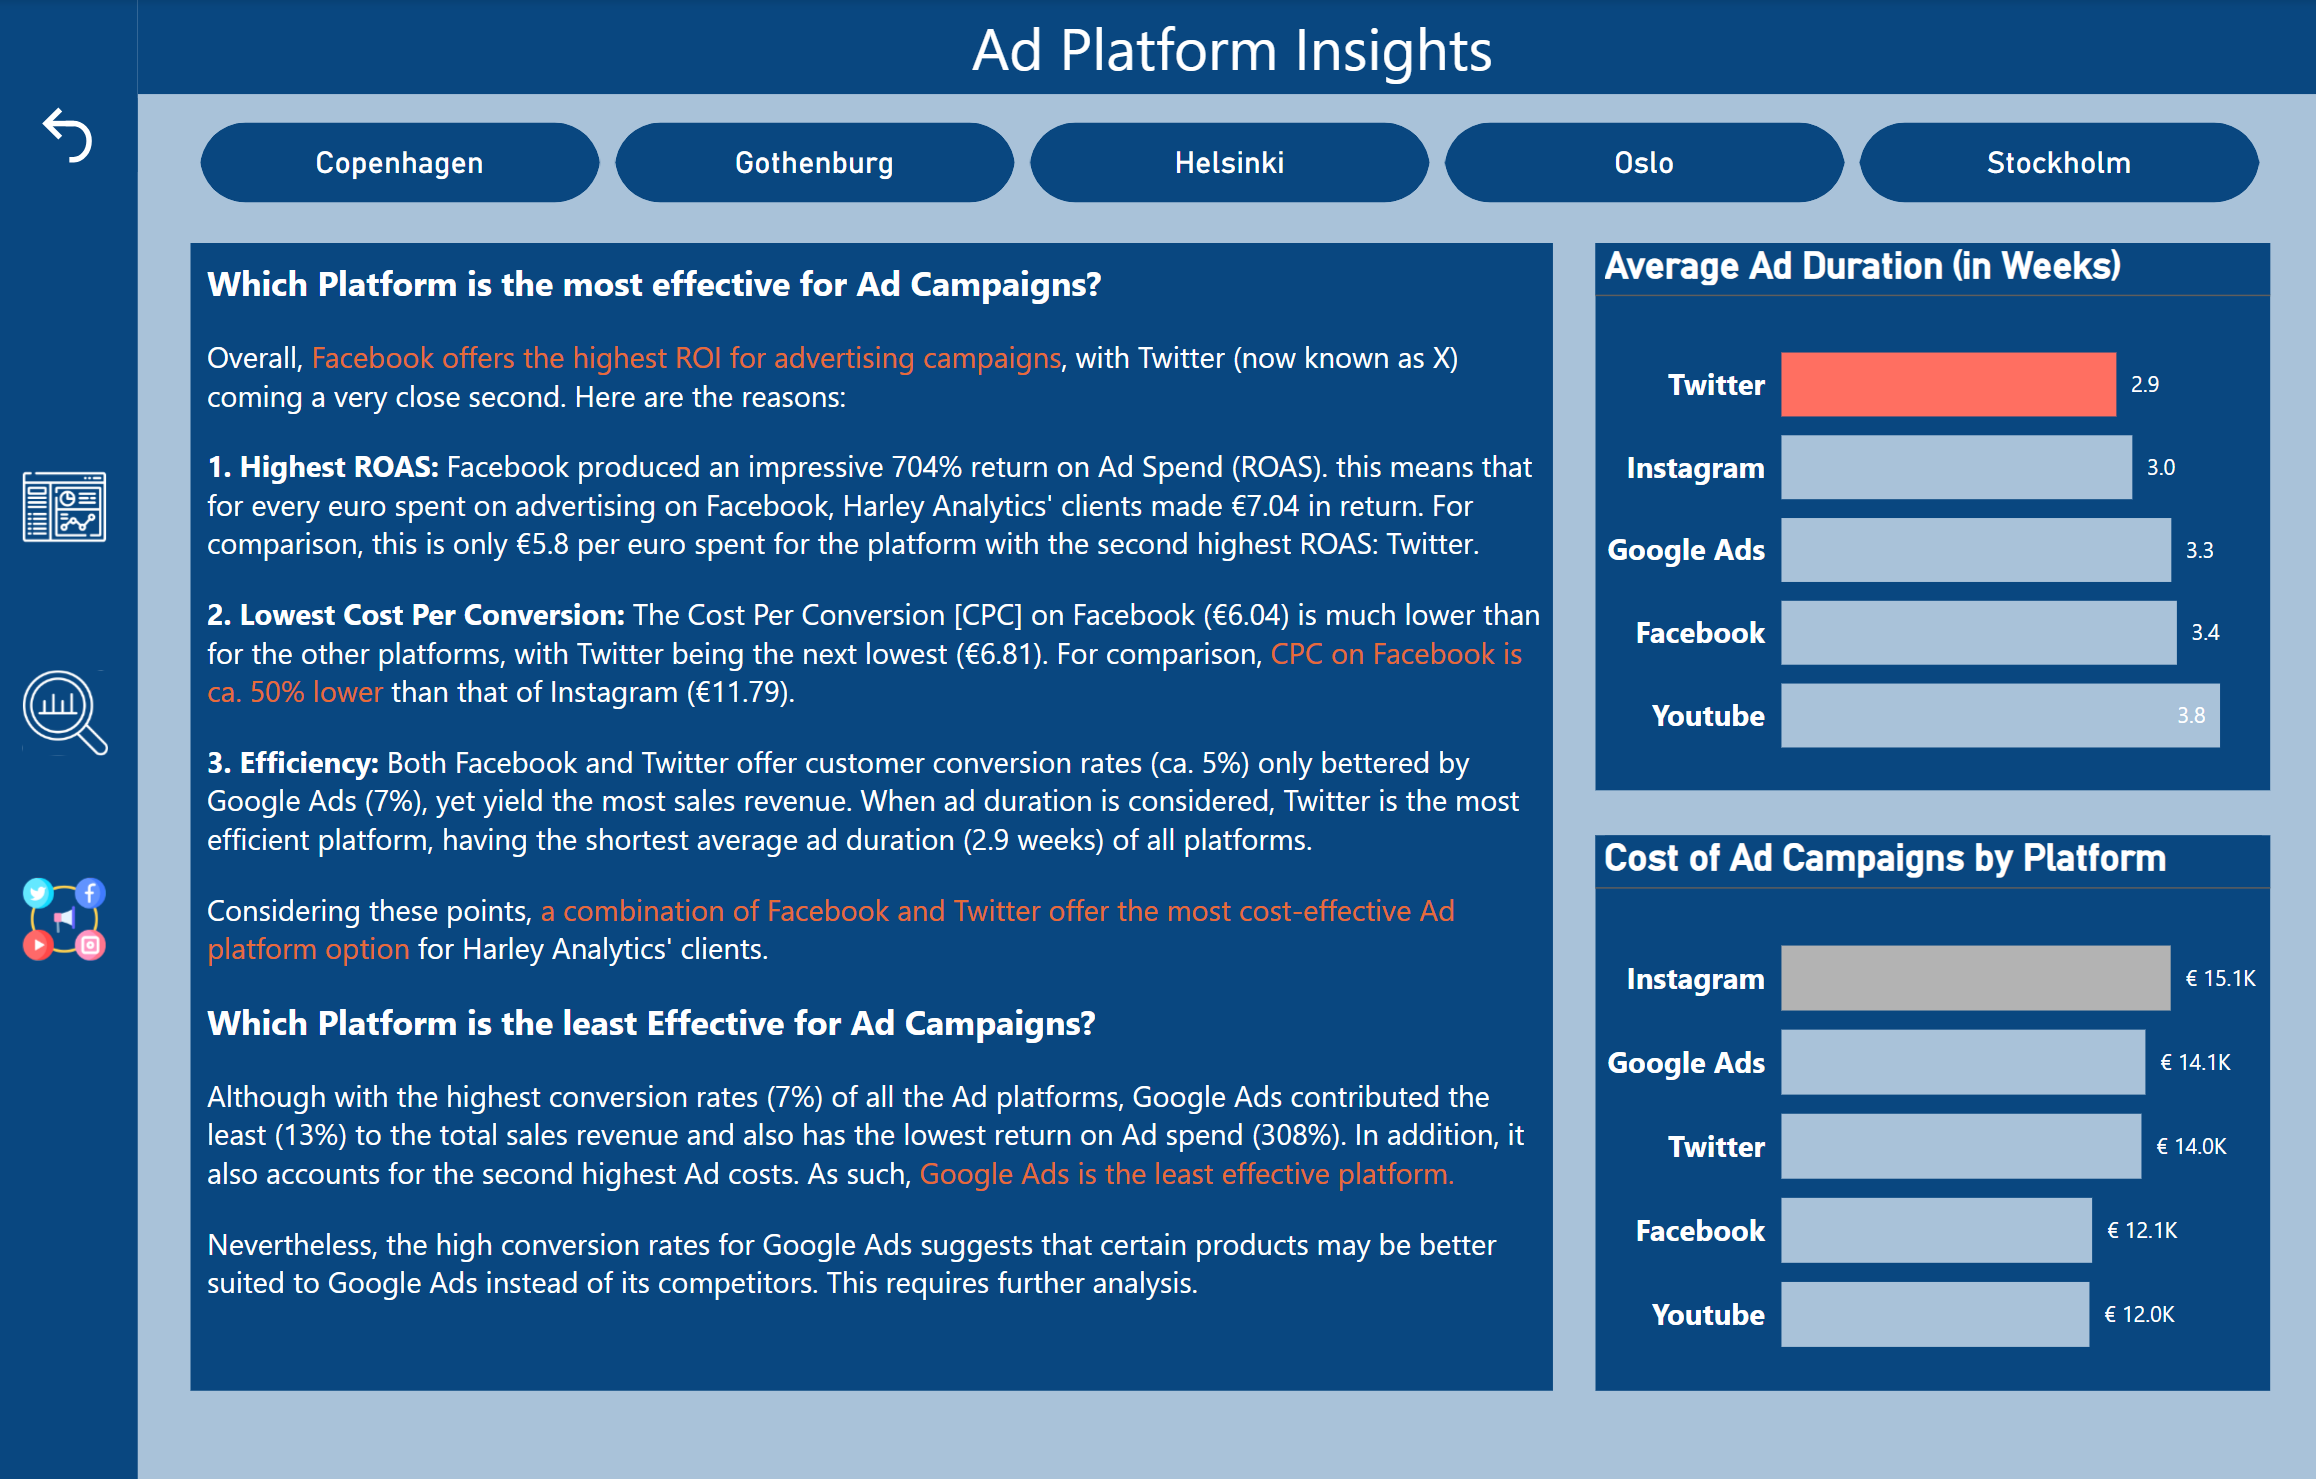 Ad Platform Insights
Copenhagen
Gothenburg
Helsinki
Oslo
Stockholm
Which Platform is the most effective for Ad Campaigns?
Overall, Facebook offers the highest ROI for advertising campaigns, with Twitter (now known as X)
coming a very close second. Here are the reasons:
1. Highest ROAS: Facebook produced an impressive 704% return on Ad Spend (ROAS). this means that
for every euro spent on advertising on Facebook, Harley Analytics' clients made €7.04 in return. For
comparison, this is only €5.8 per euro spent for the platform with the second highest ROAS: Twitter.
2. Lowest Cost Per Conversion: The Cost Per Conversion [CPC] on Facebook (€6.04) is much lower than
for the other platforms, with Twitter being the next lowest (€6.81). For comparison, CPC on Facebook is
ca. 50% lower than that of Instagram (€11.79).
3. Efficiency: Both Facebook and Twitter offer customer conversion rates (ca. 5%) only bettered by
Google Ads (7%), yet yield the most sales revenue. When ad duration is considered, Twitter is the most
efficient platform, having the shortest average ad duration (2.9 weeks) of all platforms.
Considering these points, a combination of Facebook and Twitter offer the most cost-effective Ad
platform option for Harley Analytics' clients.
Which Platform is the least Effective for Ad Campaigns?
Although with the highest conversion rates (7%) of all the Ad platforms, Google Ads contributed the
least (13%) to the total sales revenue and also has the lowest return on Ad spend (308%). In addition, it
also accounts for the second highest Ad costs. As such, Google Ads is the least effective platform.
Nevertheless, the high conversion rates for Google Ads suggests that certain products may be better
suited to Google Ads instead of its competitors. This requires further analysis.
Average Ad Duration (in Weeks)
Twitter 2.9
Instagram 3.0
Google Ads 3.3
Facebook 3.4
Youtube 3.8
Cost of Ad Campaigns by Platform
Instagram € 15.1K
Google Ads € 14.1K
Twitter € 14.0K
Facebook € 12.1K
Youtube € 12.0K